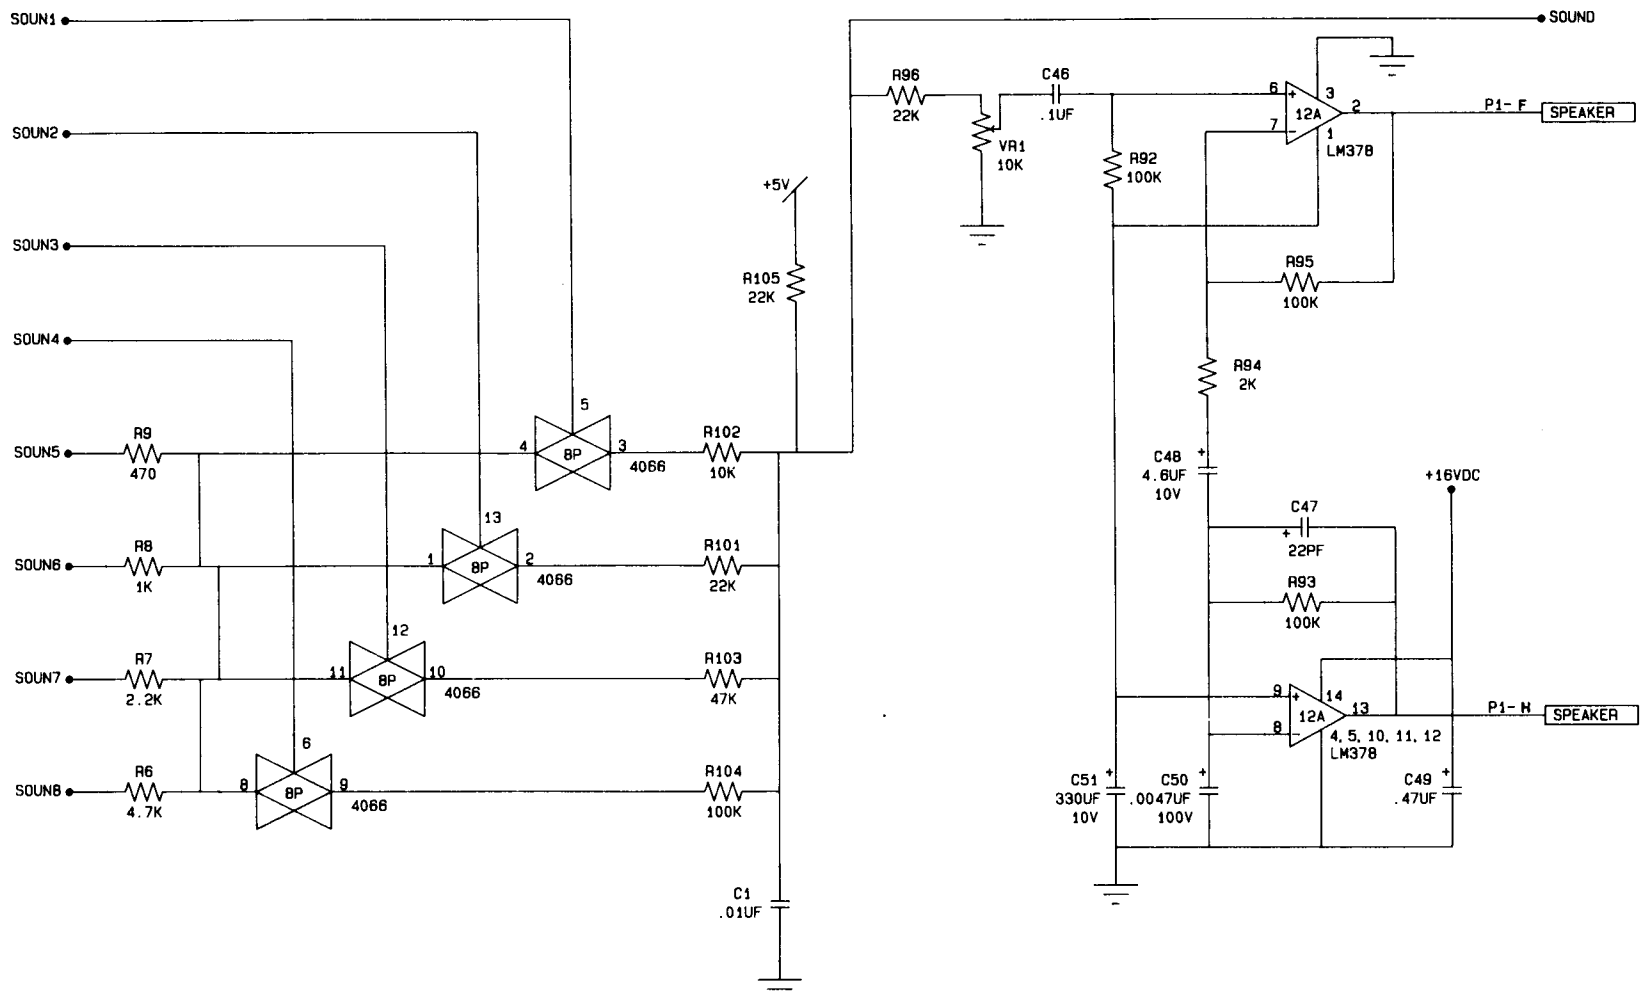 SOUN1
SOUND
R96
22K
C46
.1UF
VR1
10K
6
+
7
-
12A
3
2
1
LM378
P1- F
SPEAKER
SOUN2
R92
100K
+5V
SOUN3
R105
22K
R95
100K
SOUN4
R94
2K
SOUN5
R9
470
4
5
8P
3
4066
R102
10K
C48
+
4.6UF
10V
+16VDC
SOUN6
R8
1K
1
13
8P
2
4066
R101
22K
C47
+
22PF
R93
100K
SOUN7
R7
2.2K
11
12
8P
10
4066
R103
47K
9
+
8
-
12A
14
13
4, 5, 10, 11, 12
LM378
P1- H
SPEAKER
SOUN8
R6
4.7K
8
6
8P
9
4066
R104
100K
C51
+
330UF
10V
C50
+
.0047UF
100V
C49
+
.47UF
C1
.01UF